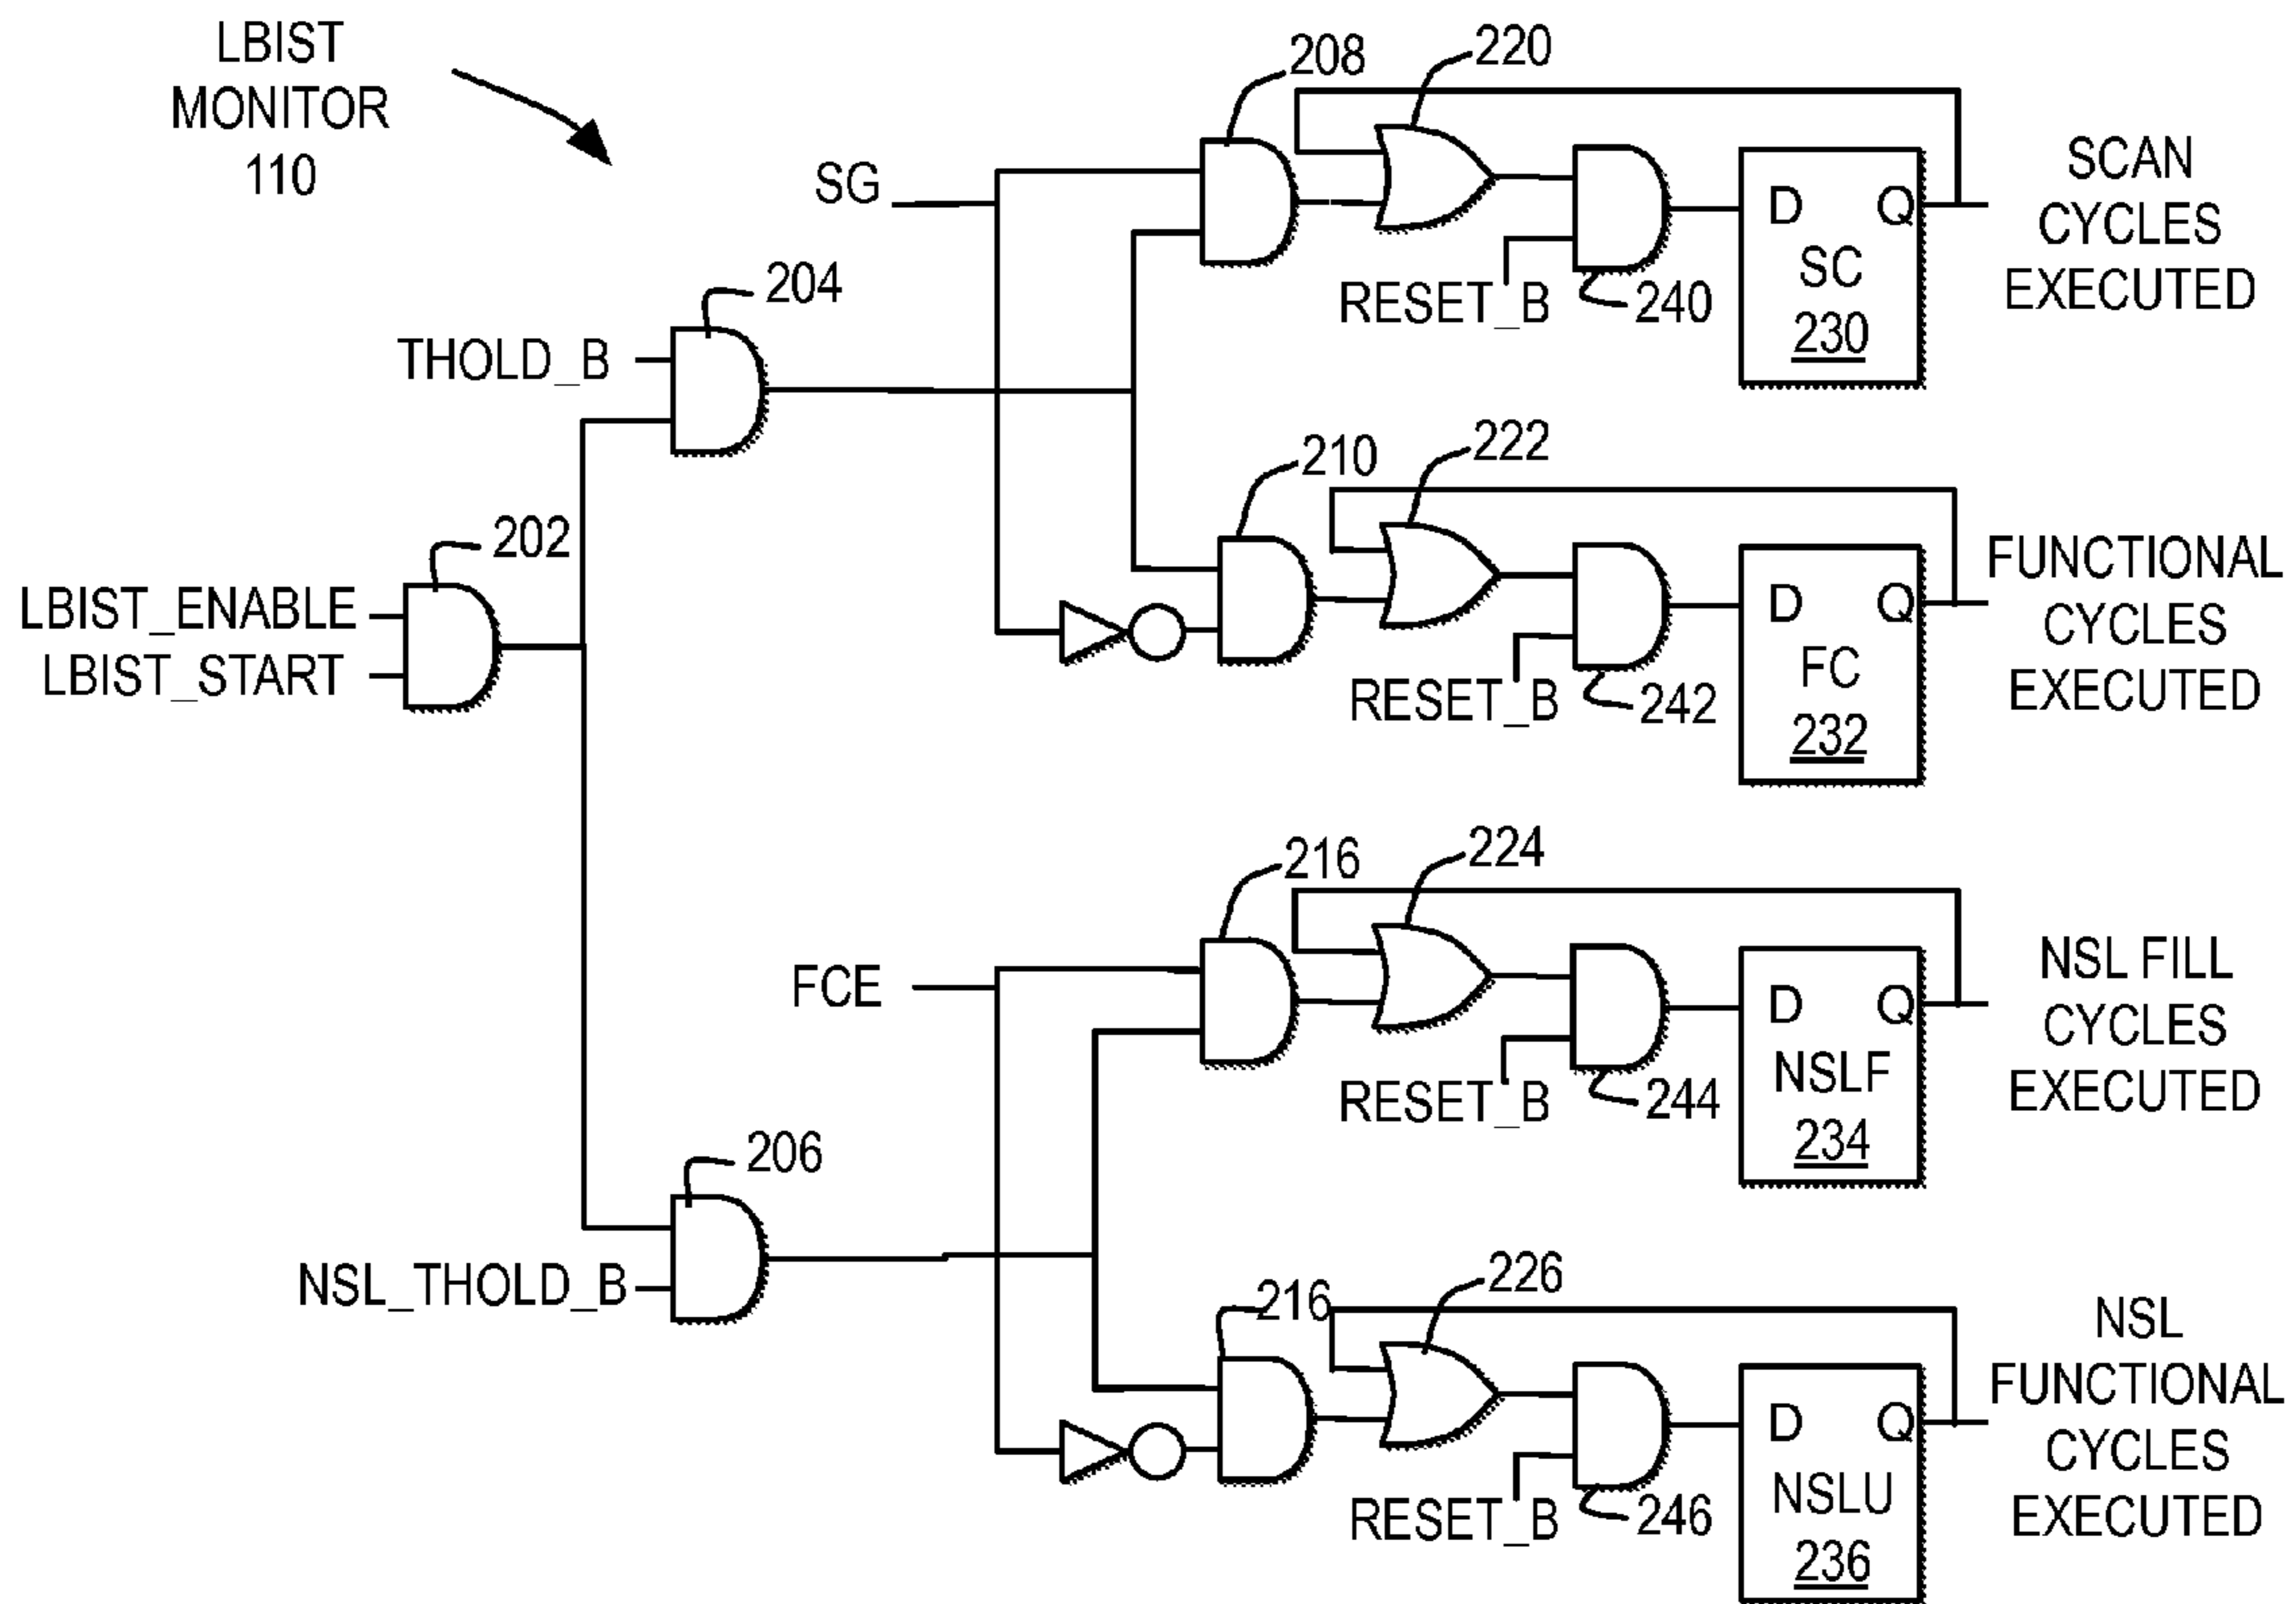 LBIST
MONITOR
110
208
220
SG
SCAN
CYCLES
EXECUTED
D
Q
SC
230
RESET_B
240
204
THOLD_B
210
222
202
LBIST_ENABLE
LBIST_START
FUNCTIONAL
CYCLES
EXECUTED
D
Q
FC
232
RESET_B
242
216
224
FCE
NSL FILL
CYCLES
EXECUTED
D
Q
NSLF
234
RESET_B
244
206
NSL_THOLD_B
216
226
NSL
FUNCTIONAL
CYCLES
EXECUTED
D
Q
NSLU
236
RESET_B
246